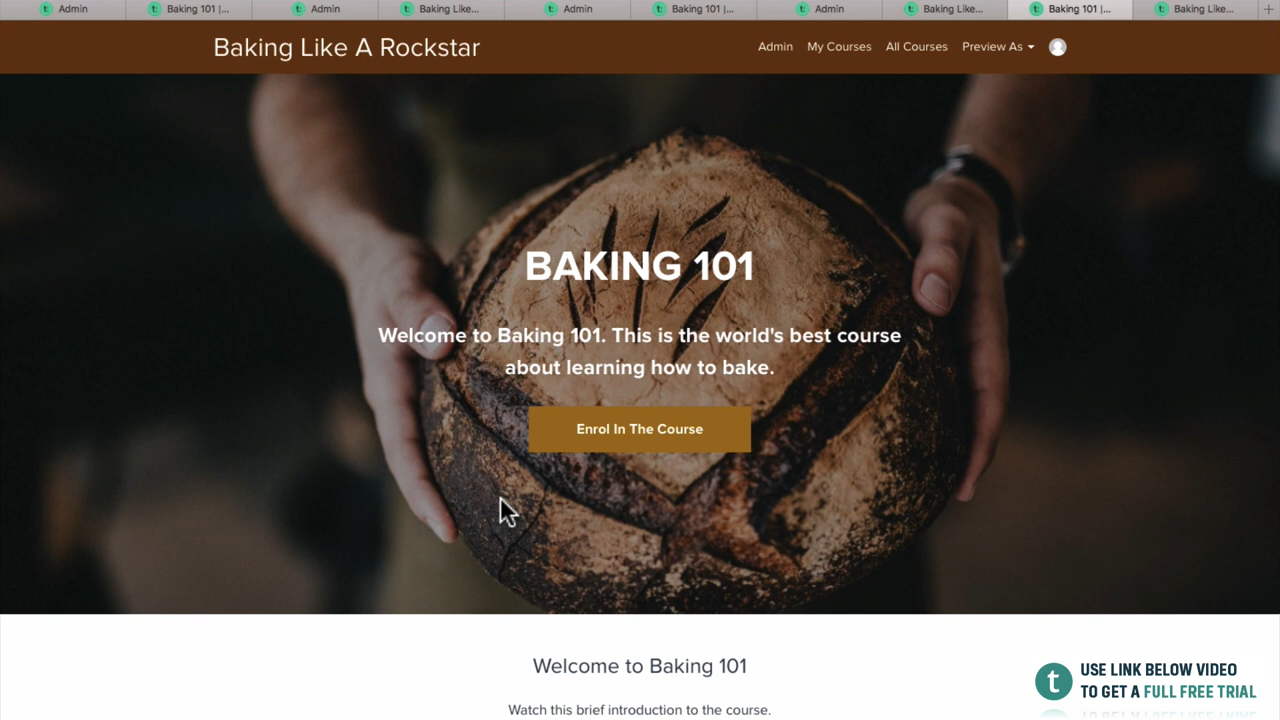 Admin
Baking 101 |...
Admin
Baking Like...
Admin
Baking 101 |...
Admin
Baking Like...
Baking 101 |...
Baking Like...
Baking Like A Rockstar
Admin
My Courses
All Courses
Preview As
BAKING 101
Welcome to Baking 101. This is the world's best course
about learning how to bake.
Enrol In The Course
Welcome to Baking 101
Watch this brief introduction to the course.
t
USE LINK BELOW VIDEO
TO GET A FULL FREE TRIAL